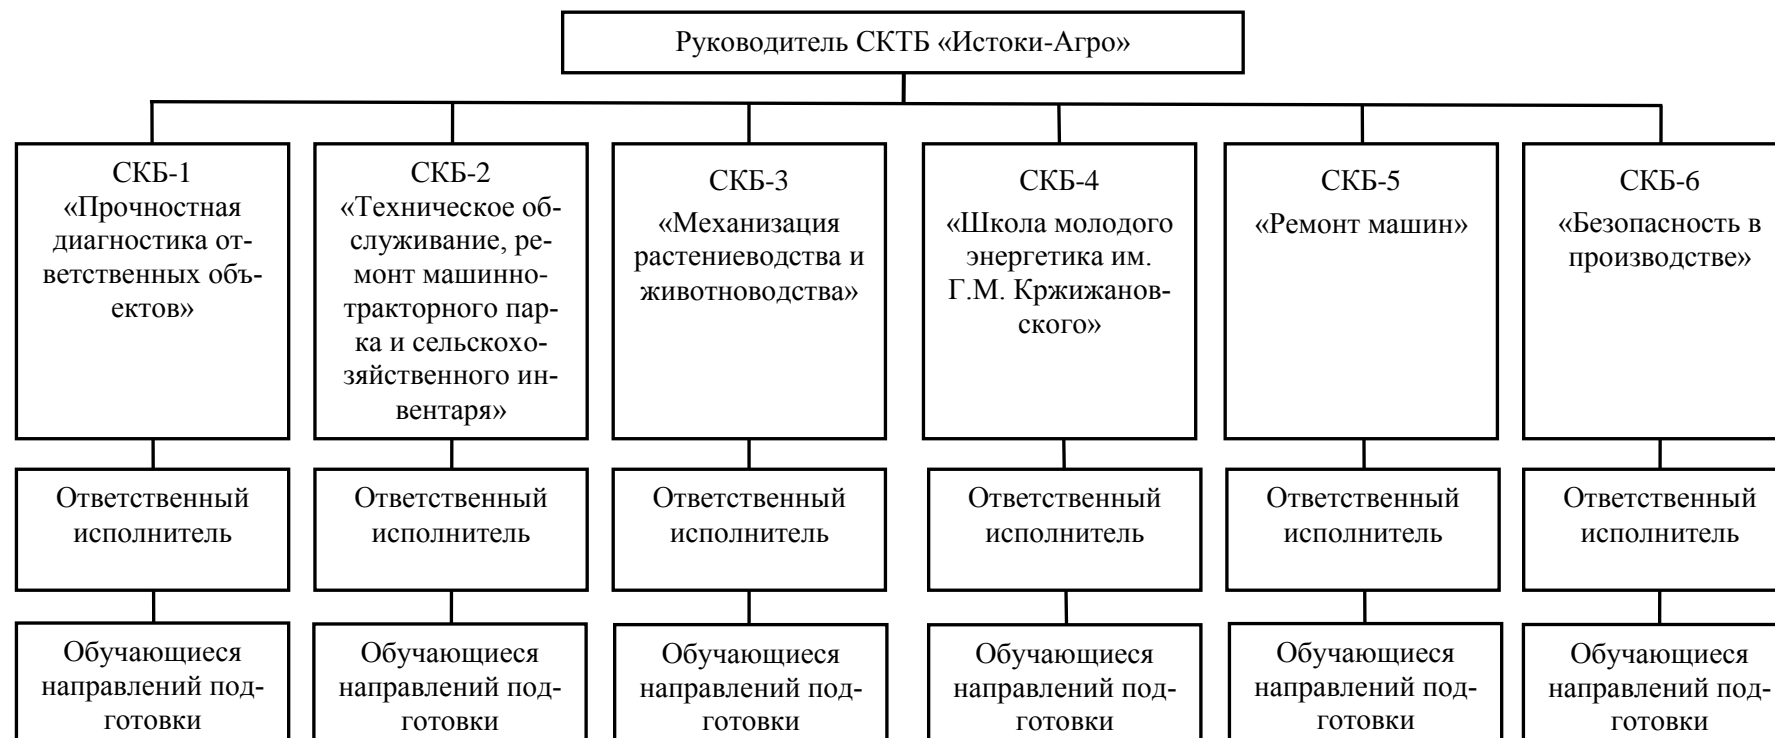 Руководитель СКТБ «Истоки-Агро»
СКБ-1
«Прочностная
диагностика от-
ветственных объ-
ектов»
СКБ-2
«Техническое об-
служивание, ре-
монт машинно-
тракторного пар-
ка и сельскохо-
зяйственного ин-
вентаря»
СКБ-3
«Механизация
растениеводства и
животноводства»
СКБ-4
«Школа молодого
энергетика им.
Г.М. Кржижанов-
ского»
СКБ-5
«Ремонт машин»
СКБ-6
«Безопасность в
производстве»
Ответственный
исполнитель
Ответственный
исполнитель
Ответственный
исполнитель
Ответственный
исполнитель
Ответственный
исполнитель
Ответственный
исполнитель
Обучающиеся
направлений под-
готовки
Обучающиеся
направлений под-
готовки
Обучающиеся
направлений под-
готовки
Обучающиеся
направлений под-
готовки
Обучающиеся
направлений под-
готовки
Обучающиеся
направлений под-
готовки